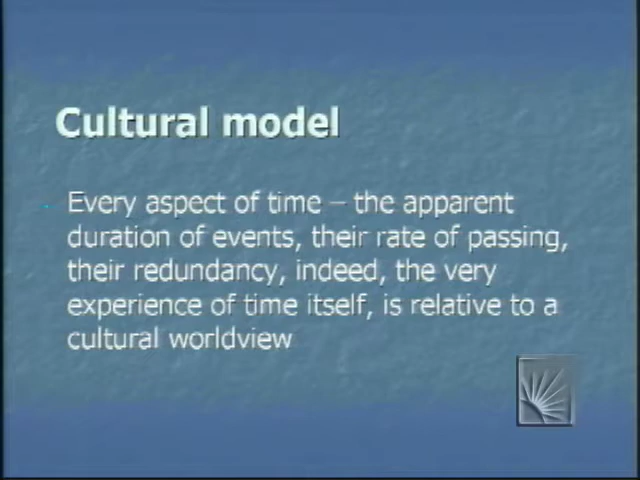 Cultural model
Every aspect of time – the apparent
duration of events, their rate of passing,
their redundancy, indeed, the very
experience of time itself, is relative to a
cultural worldview